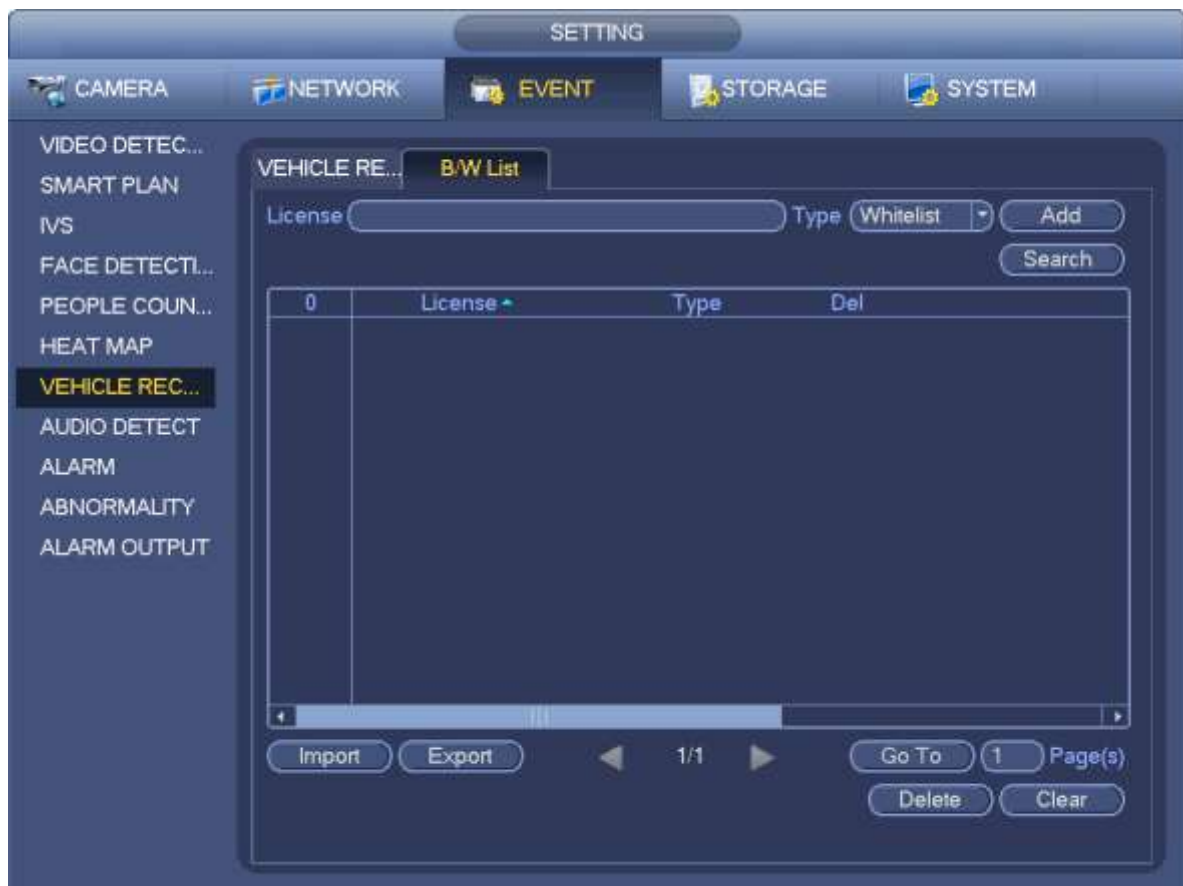 SETTING
CAMERA NETWORK EVENT STORAGE SYSTEM
VIDEO DETEC...
SMART PLAN
IVS
FACE DETECTI...
PEOPLE COUN...
HEAT MAP
VEHICLE REC...
AUDIO DETECT
ALARM
ABNORMALITY
ALARM OUTPUT
VEHICLE RE... B/W List
License Type Whitelist Add
Search
0 License Type Del
Import Export 1/1 Go To 1 Page(s)
Delete Clear